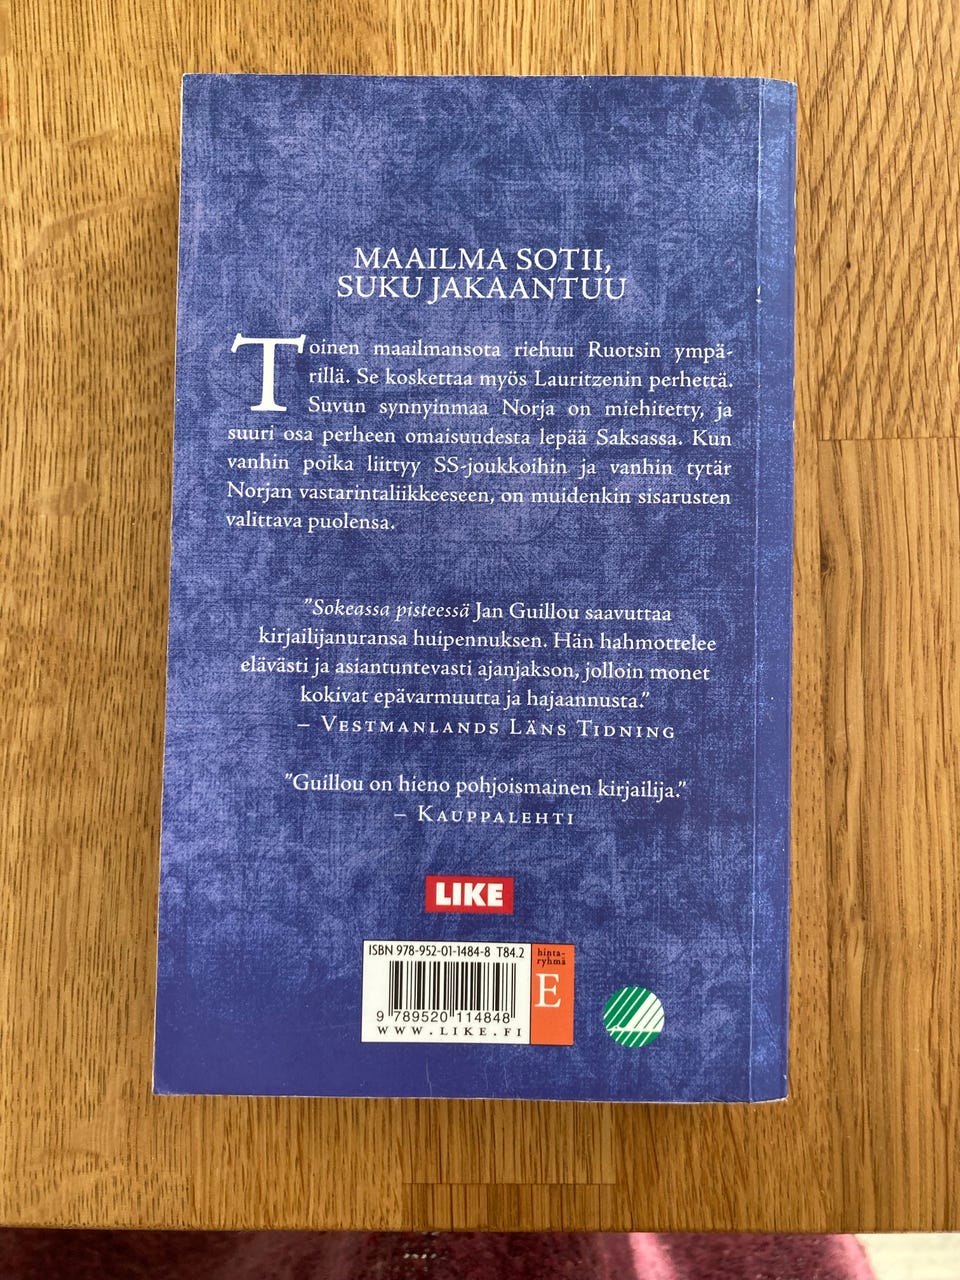 MAAILMA SOTII,
SUKU JAKAANTUU
Toinen maailmansota riehuu Ruotsin ympä-
rillä. Se koskettaa myös Lauritzenin perhettä.
Suvun synnyinmaa Norja on miehitetty, ja
suuri osa perheen omaisuudesta lepää Saksassa. Kun
vanhin poika liittyy SS-joukkoihin ja vanhin tytär
Norjan vastarintaliikkeeseen, on muidenkin sisarusten
valittava puolensa.
”Sokeassa pisteessä Jan Guillou saavuttaa
kirjailijanuransa huipennuksen. Hän hahmottelee
elävästi ja asiantuntevasti ajanjakson, jolloin monet
kokivat epävarmuutta ja hajaannusta.”
– VESTMANLANDS LÄNS TIDNING
”Guillou on hieno pohjoismainen kirjailija.”
– KAUPPALEHTI
LIKE
ISBN 978-952-01-1484-8 T84.2
hinta-
ryhmä
E
9 789520 114848
WWW.LIKE.FI